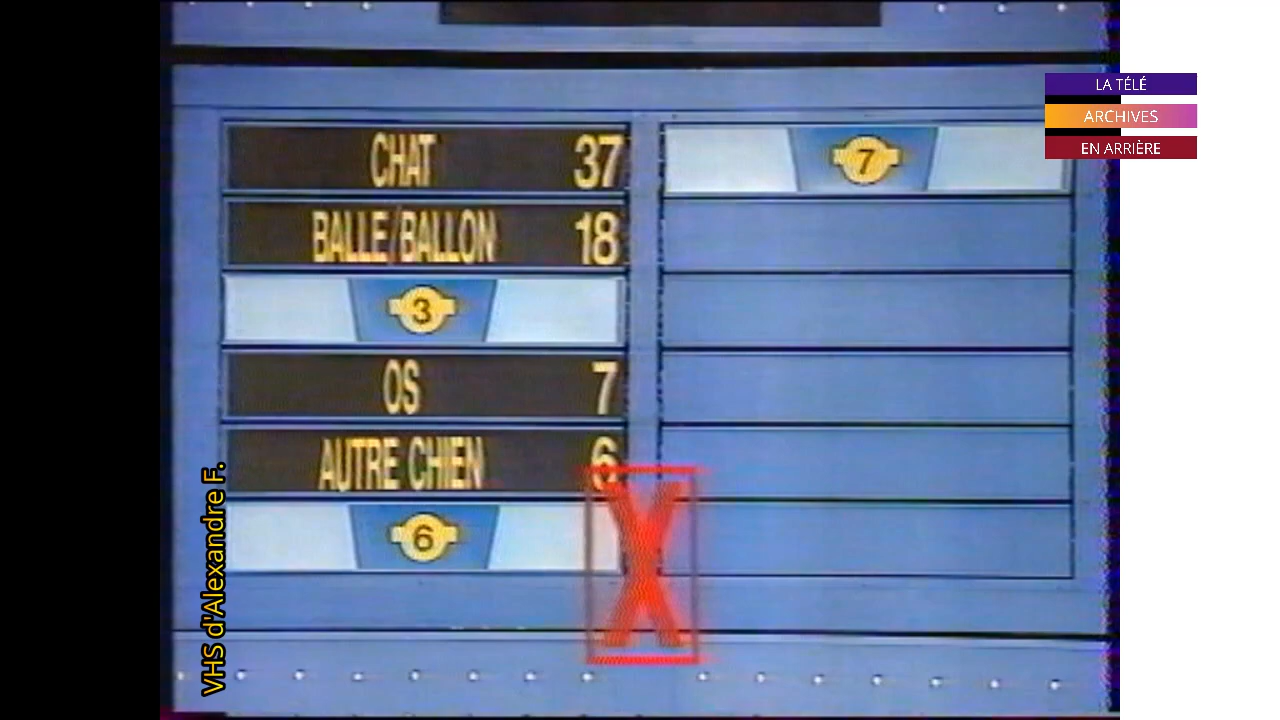 CHAT 37
BALLE/BALLON 18
3
OS 7
AUTRE CHIEN 6
6
7
X
LA TÉLÉ
ARCHIVES
EN ARRIÈRE
VHS d'Alexandre F.